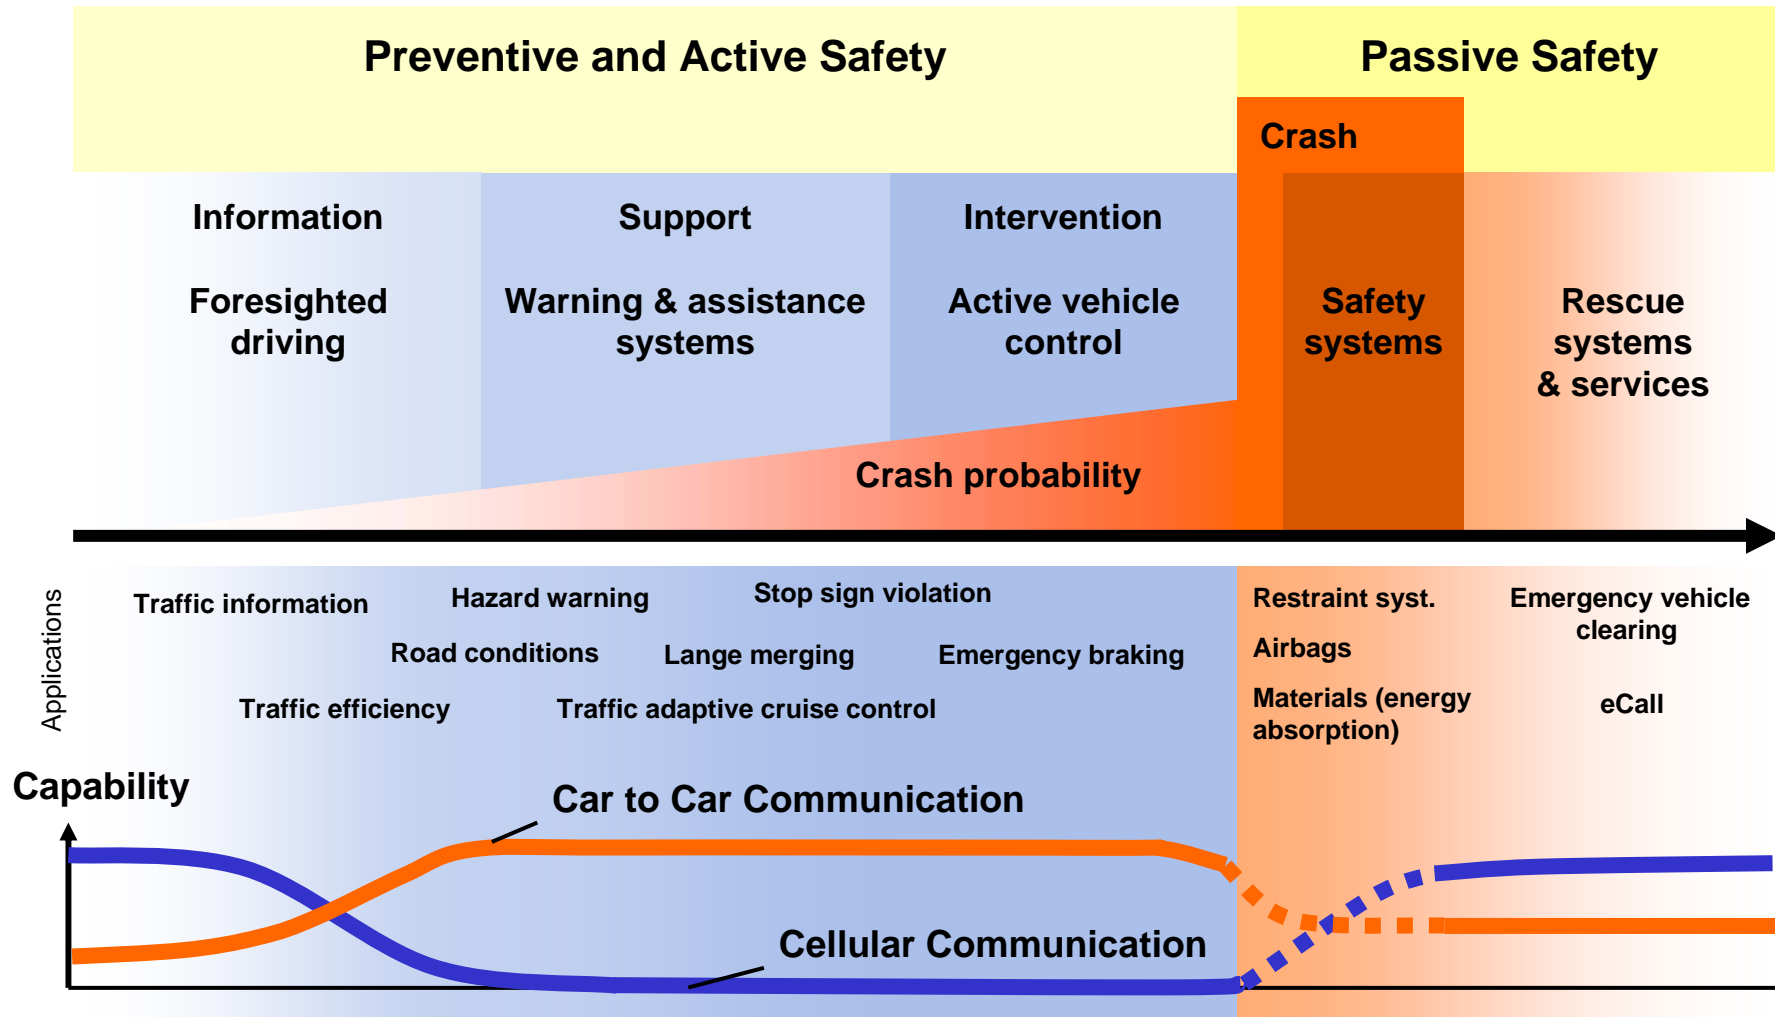 Preventive and Active Safety
Passive Safety
Crash
Information
Support
Intervention
Foresighted
driving
Warning & assistance
systems
Active vehicle
control
Safety
systems
Rescue
systems
& services
Crash probability
Applications
Traffic information
Hazard warning
Stop sign violation
Road conditions
Lange merging
Emergency braking
Traffic efficiency
Traffic adaptive cruise control
Restraint syst.
Airbags
Materials (energy
absorption)
Emergency vehicle
clearing
eCall
Capability
Car to Car Communication
Cellular Communication